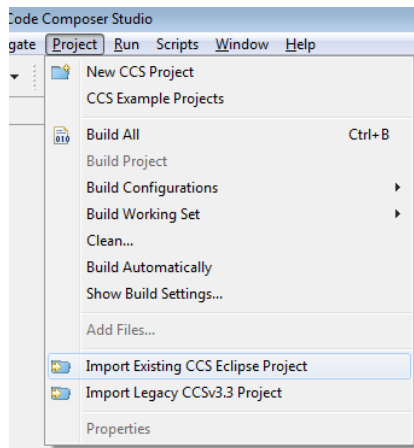 Code Composer Studio
gate Project Run Scripts Window Help
New CCS Project
CCS Example Projects
010
Build All Ctrl+B
Build Project
Build Configurations
Build Working Set
Clean...
Build Automatically
Show Build Settings...
Add Files...
Import Existing CCS Eclipse Project
Import Legacy CCSv3.3 Project
Properties